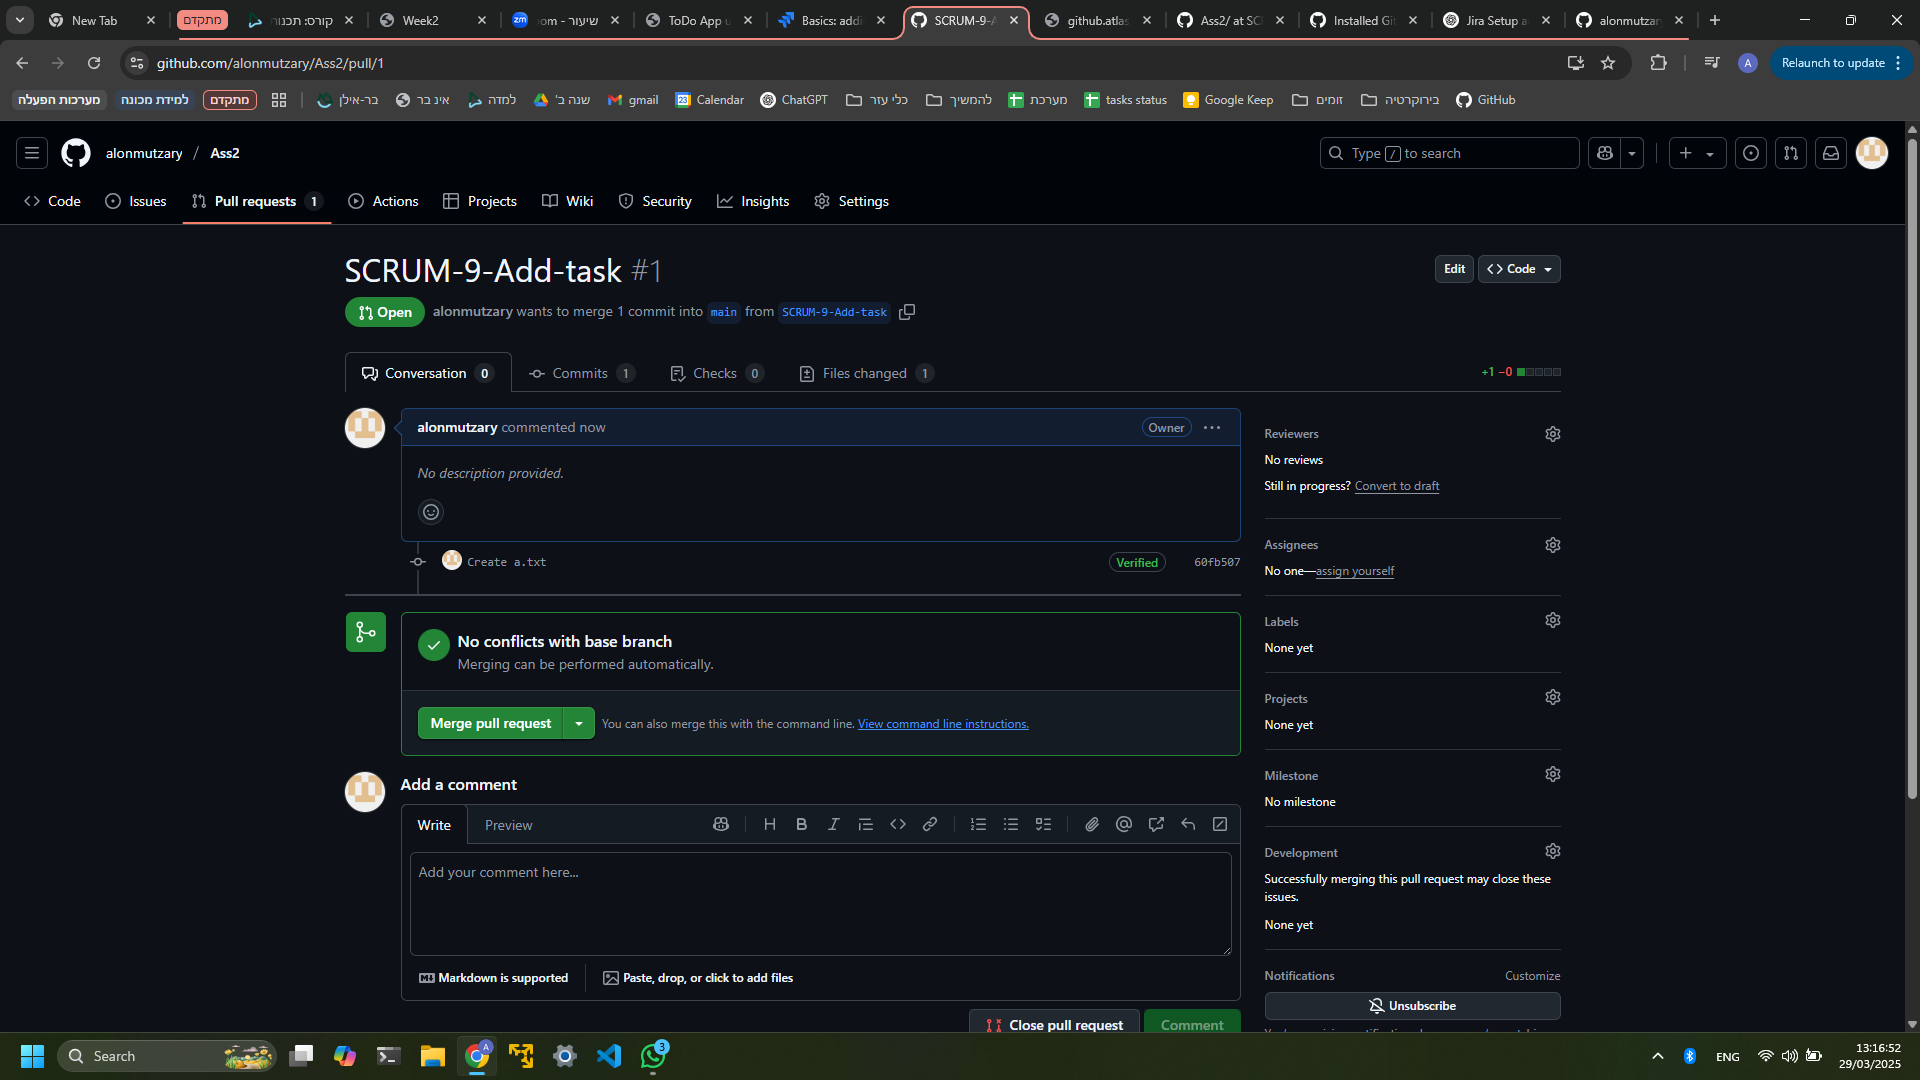 New Tab
מתקדם
קורס: תכנות
Week2
שיעור - oom
ToDo App u
Basics: addi
SCRUM-9-A
github.atlas
Ass2/ at SC
Installed Git
Jira Setup a
alonmutzar
github.com/alonmutzary/Ass2/pull/1
A
Relaunch to update
מערכות הפעלה
למידת מכונה
מתקדם
בר-אילן
אינ בר
למדה
שנה ב'
gmail
Calendar
ChatGPT
כלי עזר
להמשיך
מערכת
tasks status
Google Keep
זומים
בירוקרטיה
GitHub
alonmutzary / Ass2
Type / to search
Code
Issues
Pull requests 1
Actions
Projects
Wiki
Security
Insights
Settings
SCRUM-9-Add-task #1
Edit
<> Code
Open
alonmutzary wants to merge 1 commit into main from SCRUM-9-Add-task
Conversation 0
Commits 1
Checks 0
Files changed 1
+1 −0
alonmutzary commented now
Owner
No description provided.
Create a.txt
Verified
60fb507
No conflicts with base branch
Merging can be performed automatically.
Merge pull request
You can also merge this with the command line. View command line instructions.
Add a comment
Write
Preview
Add your comment here...
Markdown is supported
Paste, drop, or click to add files
Close pull request
Comment
Reviewers
No reviews
Still in progress? Convert to draft
Assignees
No one—assign yourself
Labels
None yet
Projects
None yet
Milestone
No milestone
Development
Successfully merging this pull request may close these
issues.
None yet
Notifications
Customize
Unsubscribe
Search
3
ENG
13:16:52
29/03/2025